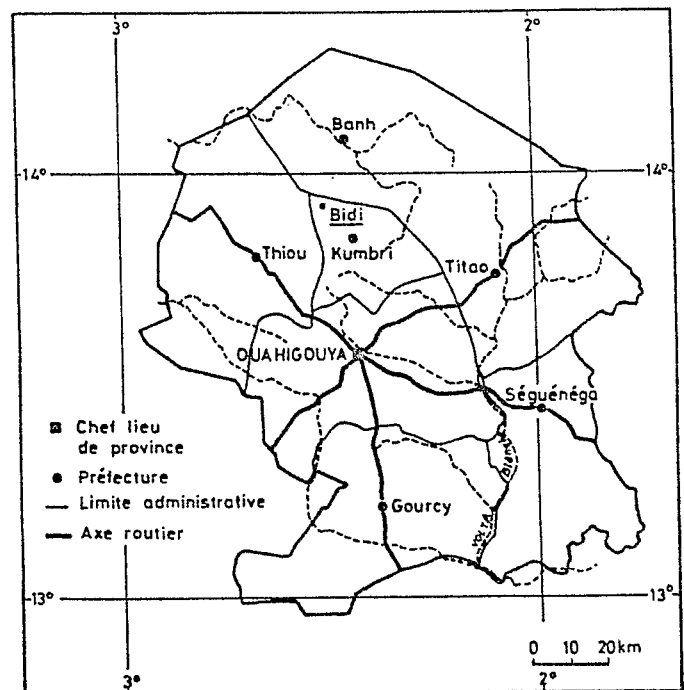 3°
2°
Banh
14°
14°
Bidi
Kumbri
Thiou
Titao
OUAHIGOUYA
Séguénéga
Chef lieu
de province
Préfecture
Limite administrative
Axe routier
Gourcy
VOLTA
Blanche
13°
13°
0 10 20km
3°
2°